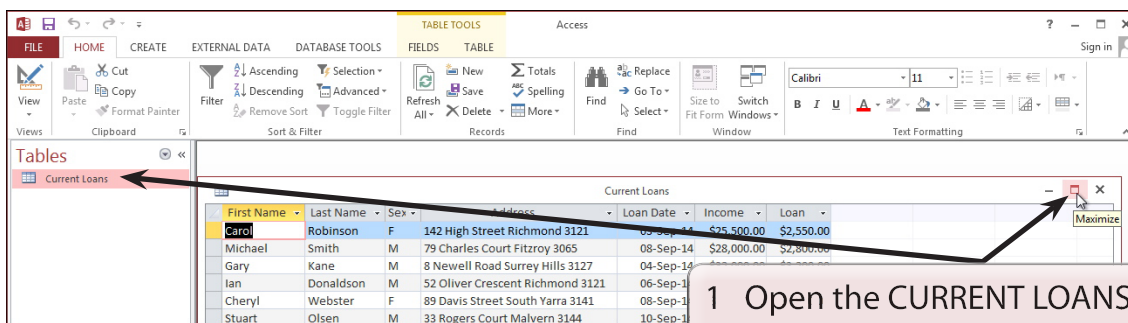 TABLE TOOLS Access ?
FILE HOME CREATE EXTERNAL DATA DATABASE TOOLS FIELDS TABLE Sign in
View
Views
Paste
Cut
Copy
Format Painter
Clipboard
Filter
Ascending
Descending
Remove Sort
Selection
Advanced
Toggle Filter
Sort & Filter
Refresh
All
New
Save
Delete
Totals
Spelling
More
Records
Find
Replace
Go To
Select
Find
Size to
Fit Form
Switch
Windows
Window
Calibri 11
B I U A
Text Formatting
Tables
Current Loans
Current Loans
Maximize
First Name Last Name Sex Address Loan Date Income Loan
Carol Robinson F 142 High Street Richmond 3121 03-Sep-14 $25,500.00 $2,550.00
Michael Smith M 79 Charles Court Fitzroy 3065 08-Sep-14 $28,000.00 $2,800.00
Gary Kane M 8 Newell Road Surrey Hills 3127 04-Sep-14
Ian Donaldson M 52 Oliver Crescent Richmond 3121 06-Sep-1
Cheryl Webster F 89 Davis Street South Yarra 3141 08-Sep-1
Stuart Olsen M 33 Rogers Court Malvern 3144 10-Sep-1
1 Open the CURRENT LOANS